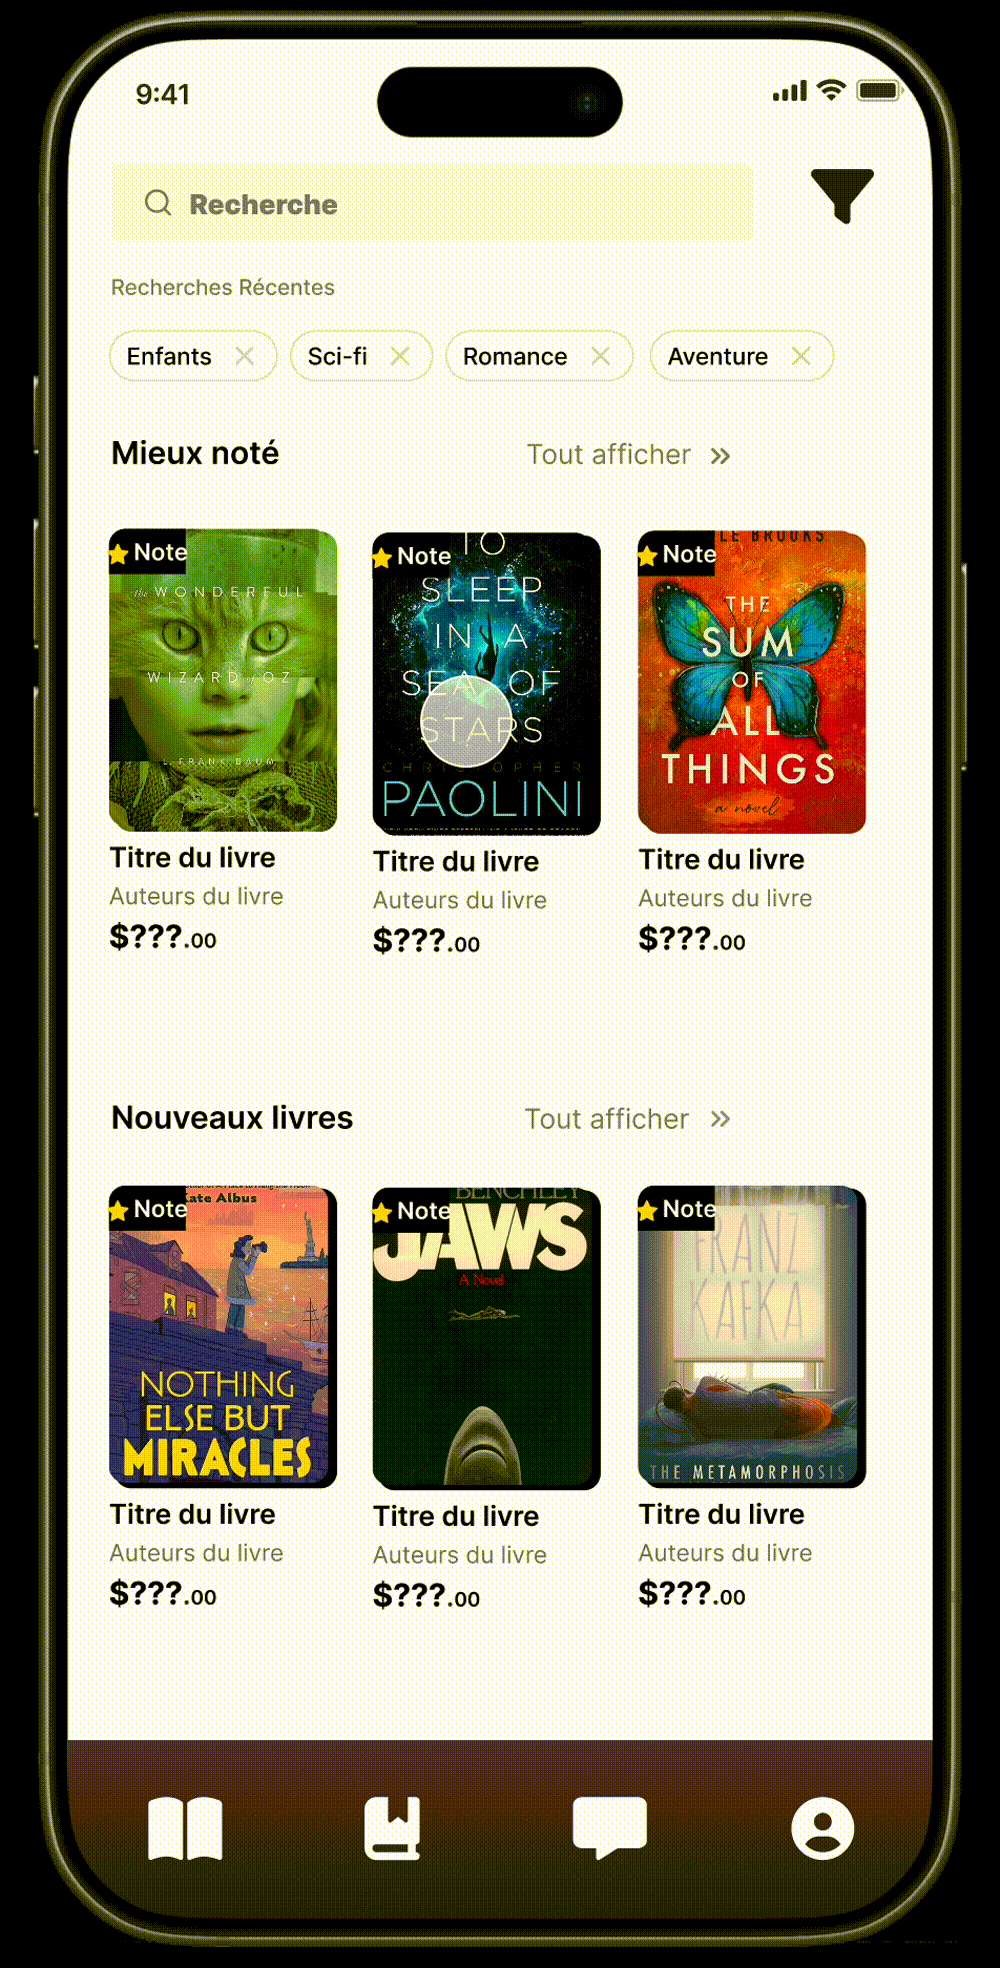 9:41
Recherche
Recherches Récentes
Enfants
Sci-fi
Romance
Aventure
Mieux noté
Tout afficher »
Note
the WONDERFUL
WIZARD of OZ
L. FRANK BAUM
Titre du livre
Auteurs du livre
$???.00
Note
TO
SLEEP
IN A
SEA OF
STARS
CHRISTOPHER
PAOLINI
Titre du livre
Auteurs du livre
$???.00
Note
LE BROOKS
THE
SUM
OF
ALL
THINGS
a novel
Titre du livre
Auteurs du livre
$???.00
Nouveaux livres
Tout afficher »
Note
Kate Albus
NOTHING
ELSE BUT
MIRACLES
Titre du livre
Auteurs du livre
$???.00
Note
BENCHLEY
JAWS
A Novel
Titre du livre
Auteurs du livre
$???.00
Note
FRANZ
KAFKA
THE METAMORPHOSIS
Titre du livre
Auteurs du livre
$???.00